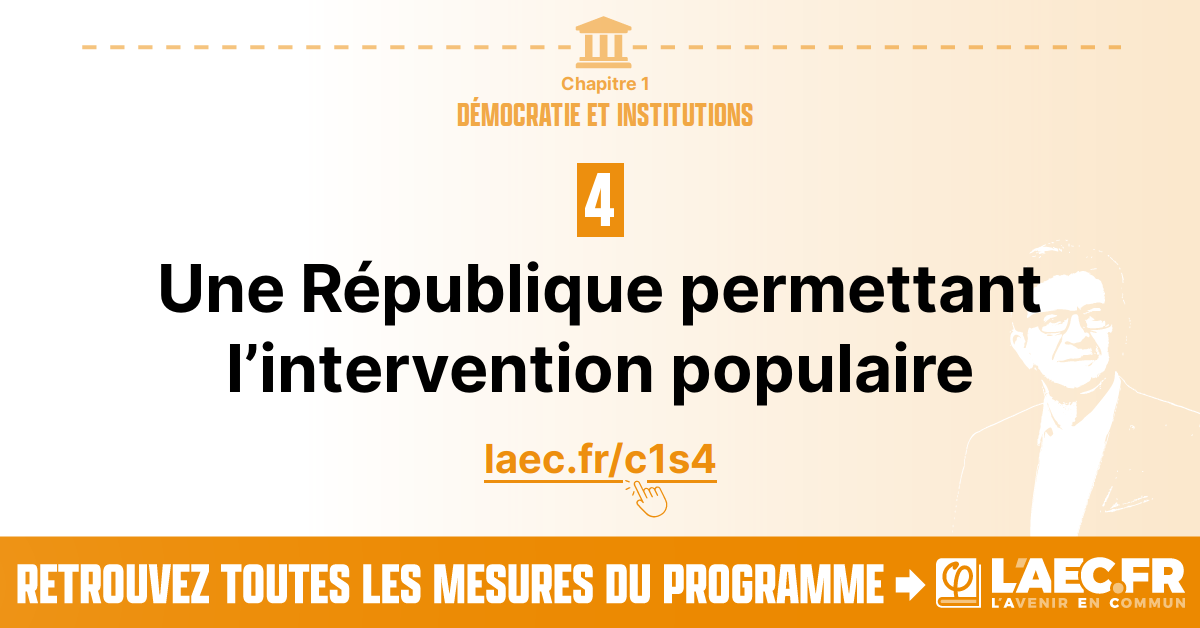 Chapitre 1
DÉMOCRATIE ET INSTITUTIONS
4
Une République permettant
l’intervention populaire
laec.fr/c1s4
RETROUVEZ TOUTES LES MESURES DU PROGRAMME
L'AEC.FR
L'AVENIR EN COMMUN